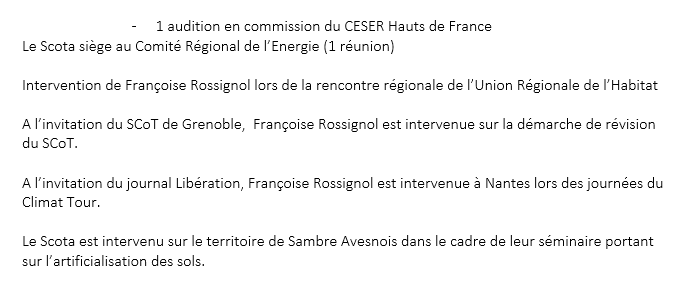 - 1 audition en commission du CESER Hauts de France
Le Scota siège au Comité Régional de l'Energie (1 réunion)
Intervention de Françoise Rossignol lors de la rencontre régionale de l'Union Régionale de l'Habitat
A l'invitation du SCoT de Grenoble,  Françoise Rossignol est intervenue sur la démarche de révision
du SCoT.
A l'invitation du journal Libération, Françoise Rossignol est intervenue à Nantes lors des journées du
Climat Tour.
Le Scota est intervenu sur le territoire de Sambre Avesnois dans le cadre de leur séminaire portant
sur l'artificialisation des sols.